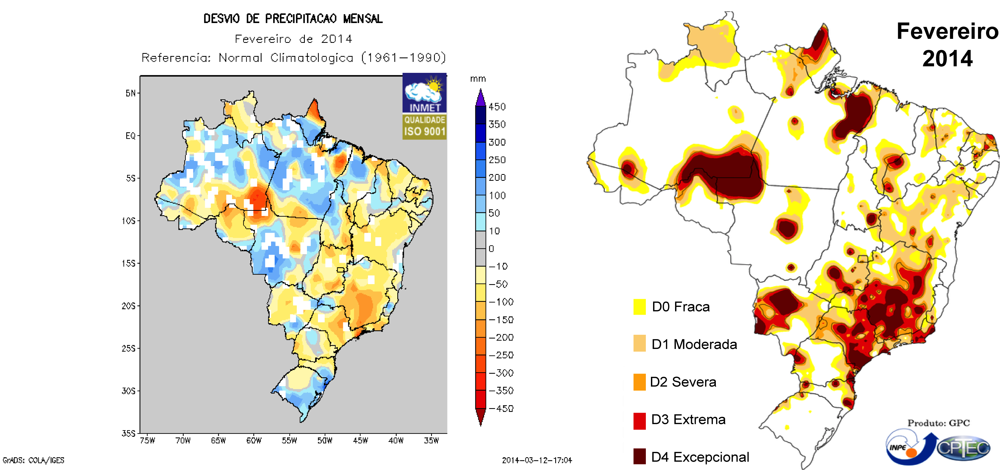 DESVIO DE PRECIPITACAO MENSAL
Fevereiro de 2014
Referencia: Normal Climatologica (1961−1990)
INMET
QUALIDADE
ISO 9001
mm
450
350
300
250
200
100
50
10
0
−10
−50
−100
−150
−200
−250
−300
−350
−450
5N
EQ
5S
10S
15S
20S
25S
30S
35S
75W 70W 65W 60W 55W 50W 45W 40W 35W
GrADS: COLA/IGES
2014−03−12−17:04
Fevereiro
2014
D0 Fraca
D1 Moderada
D2 Severa
D3 Extrema
D4 Excepcional
Produto: GPC
INPE
CPTEC